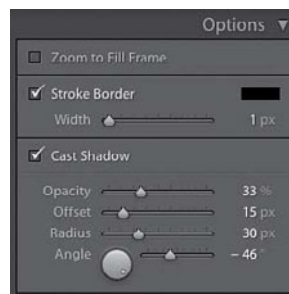 Options ▼
Zoom to Fill Frame
Stroke Border
Width 1 px
Cast Shadow
Opacity 33 %
Offset 15 px
Radius 30 px
Angle - 46 °